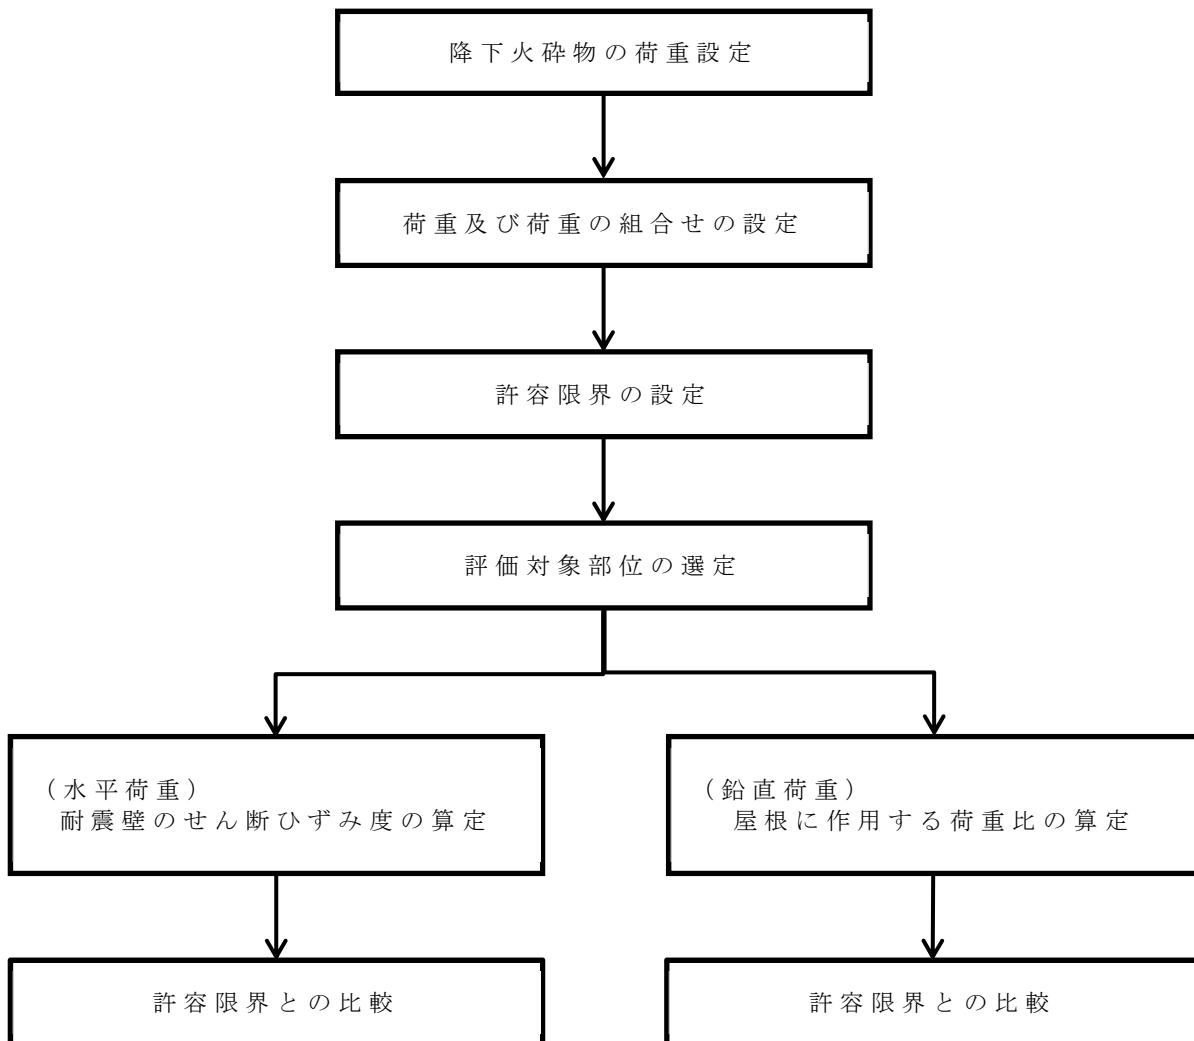 降下火砕物の荷重設定
荷重及び荷重の組合せの設定
許容限界の設定
評価対象部位の選定
（水平荷重）
耐震壁のせん断ひずみ度の算定
（鉛直荷重）
屋根に作用する荷重比の算定
許容限界との比較
許容限界との比較